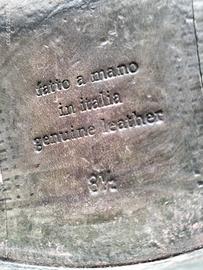 fatto a mano
in italia
genuine leather
8½